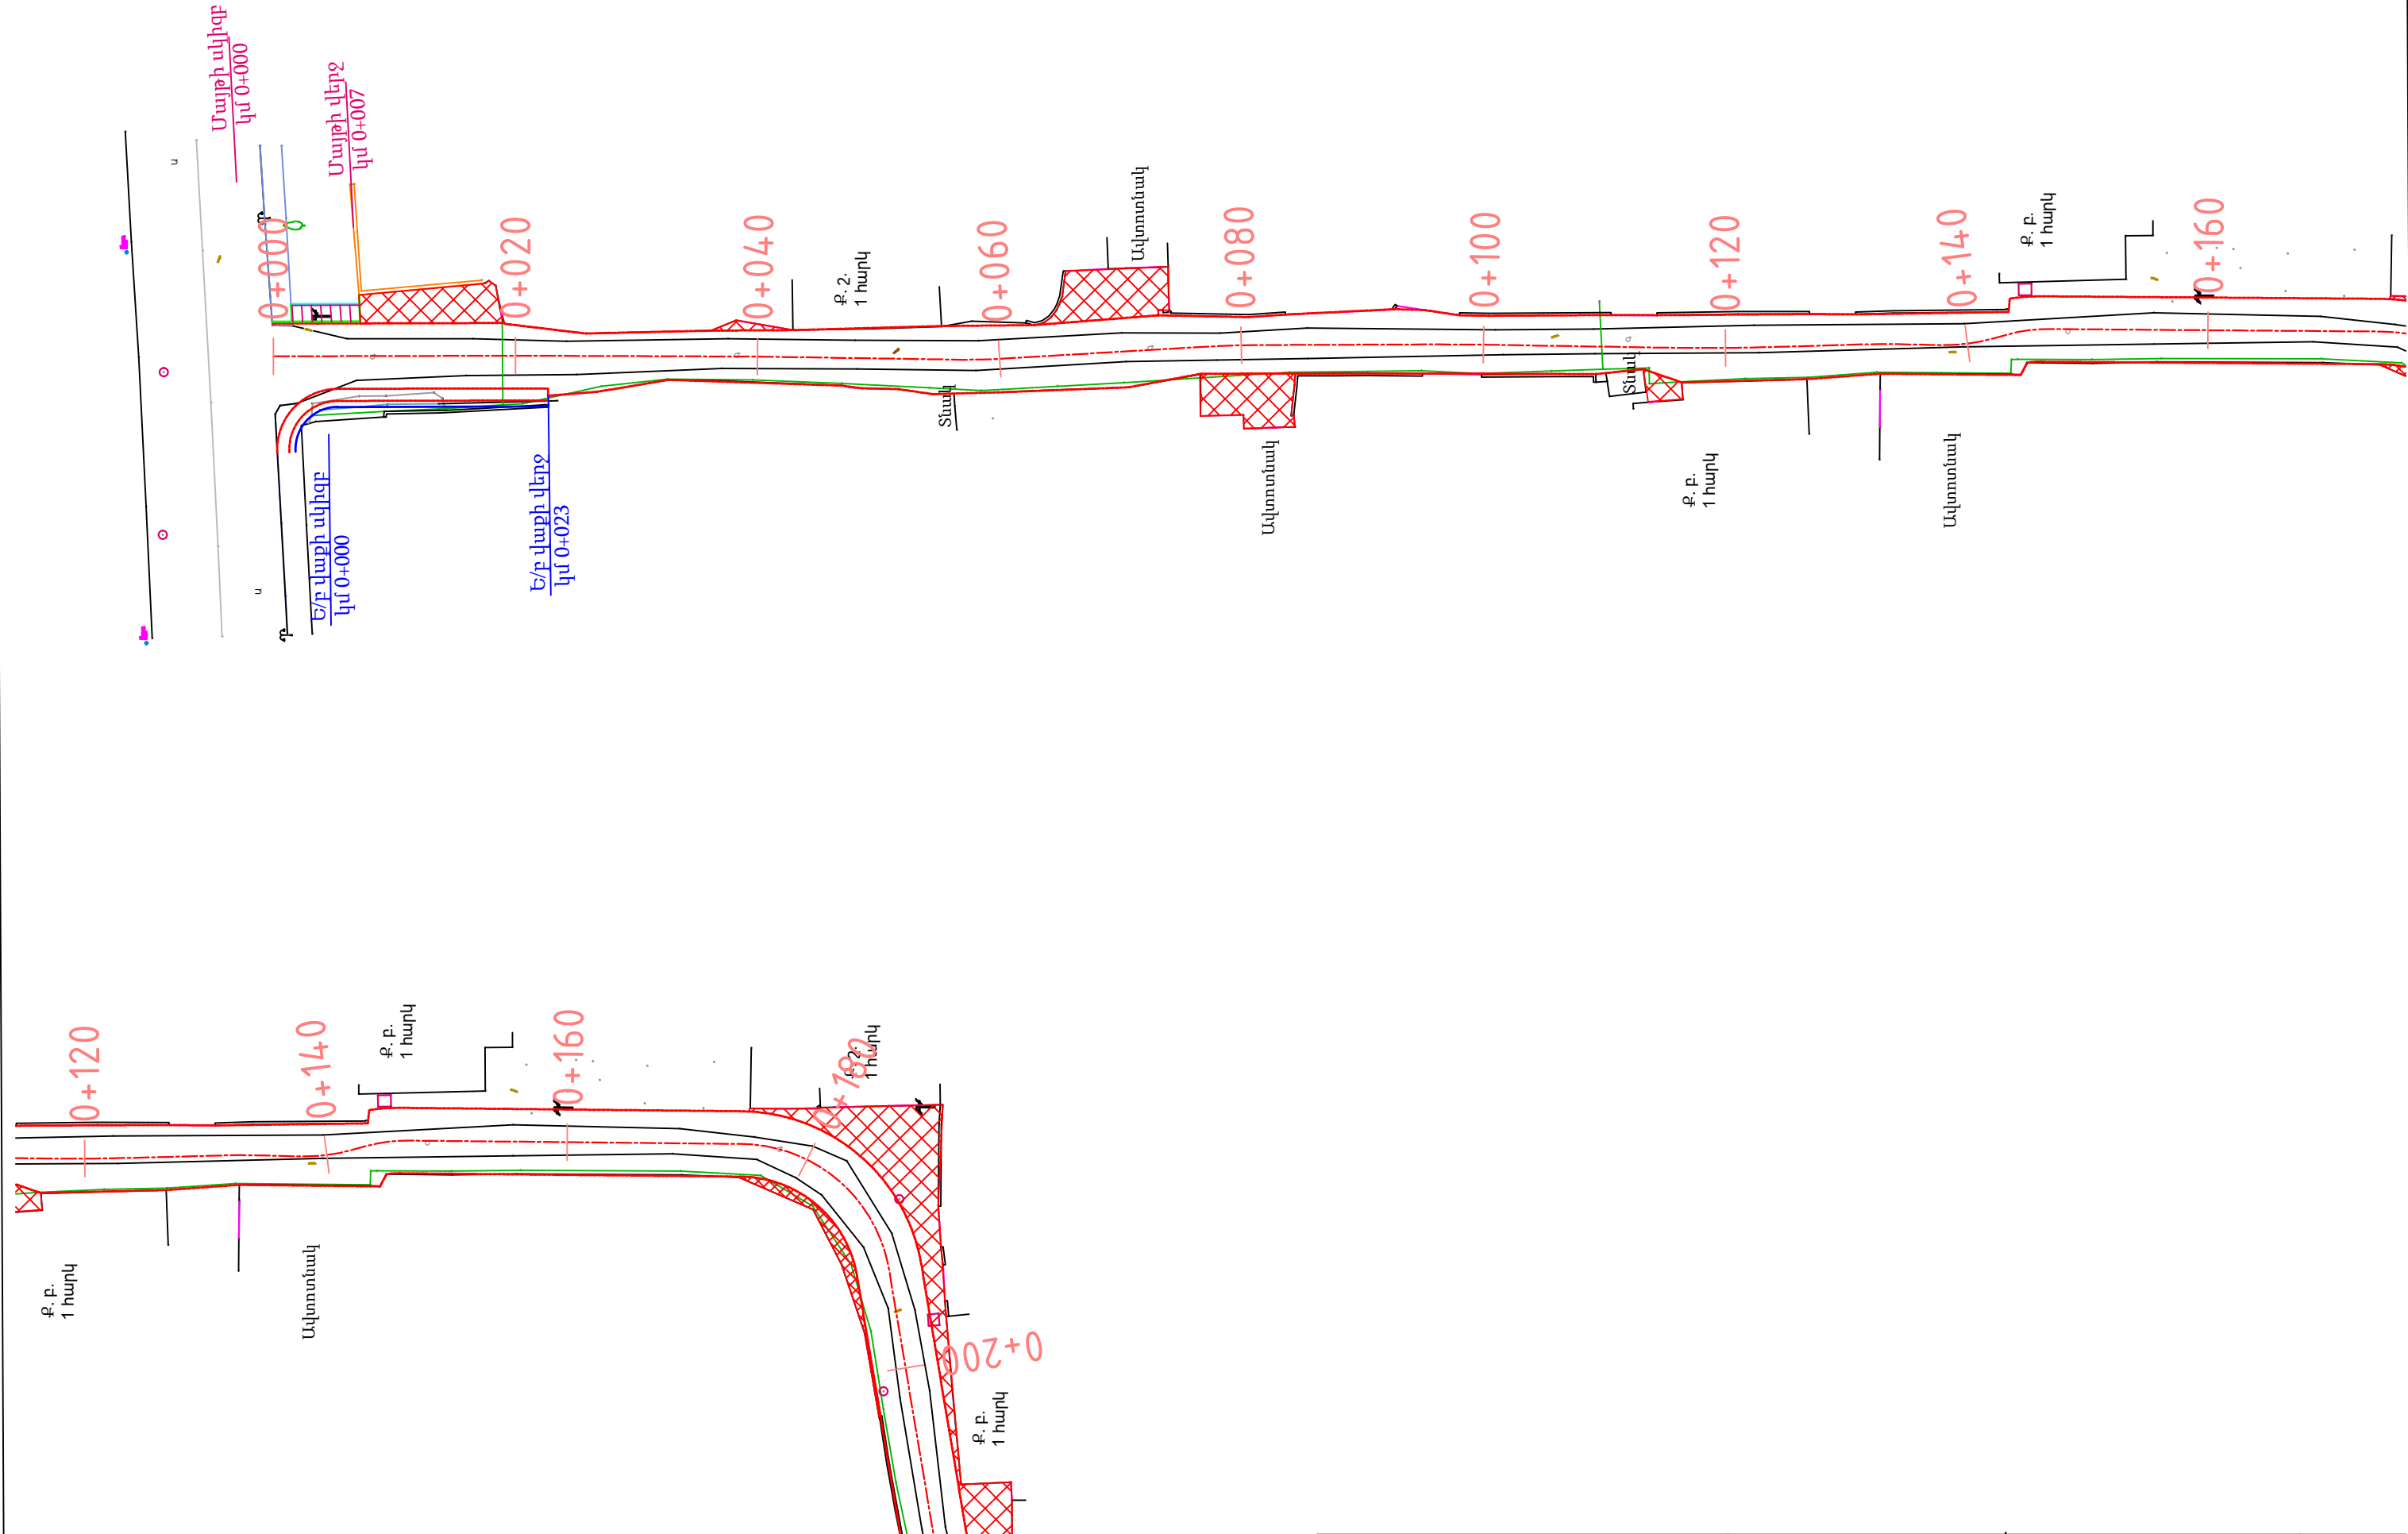 Մայթի սկիզբ
կմ 0+000
Մայթի վերջ
կմ 0+007
0+000
0+020
0+040
Ք. 2.
1 հարկ
0+060
Ավտոտնակ
0+080
0+100
0+120
0+140
Ք. բ.
1 հարկ
0+160
Տնակ
Տնակ
Ավտոտնակ
Ք. բ.
1 հարկ
Ավտոտնակ
Ե/բ վաքի սկիզբ
կմ 0+000
Ե/բ վաքի վերջ
կմ 0+023
0+120
0+140
Ք. բ.
1 հարկ
0+160
0+180
1 հարկ
Ք. բ.
1 հարկ
Ավտոտնակ
0+200
Ք. բ.
1 հարկ